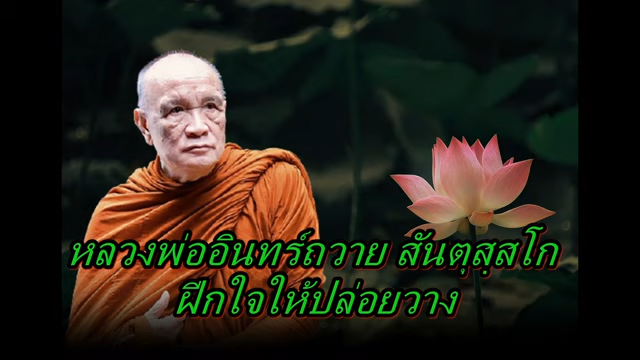 หลวงพ่ออินทร์ถวาย สันตุสฺสโก
ฝึกใจให้ปล่อยวาง